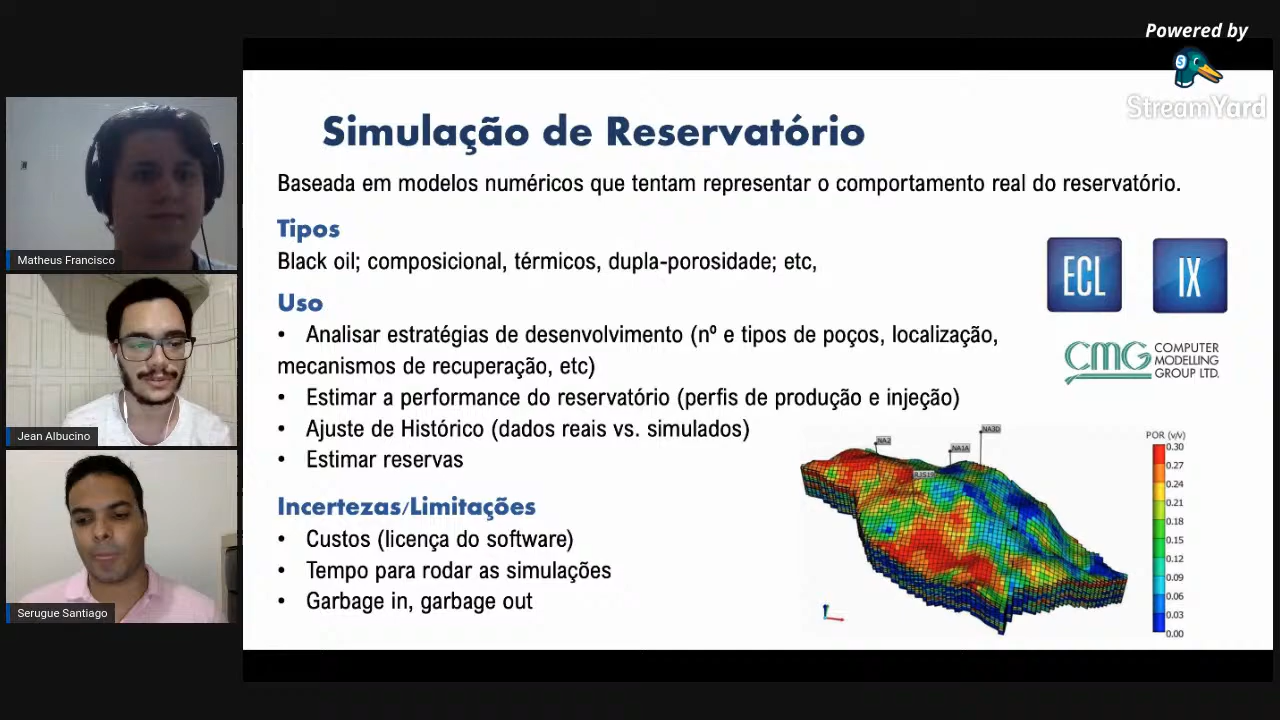 Powered by
StreamYard
Simulação de Reservatório
Baseada em modelos numéricos que tentam representar o comportamento real do reservatório.
Tipos
Black oil; composicional, térmicos, dupla-porosidade; etc,
Uso
• Analisar estratégias de desenvolvimento (nº e tipos de poços, localização,
mecanismos de recuperação, etc)
• Estimar a performance do reservatório (perfis de produção e injeção)
• Ajuste de Histórico (dados reais vs. simulados)
• Estimar reservas
Incertezas/Limitações
• Custos (licença do software)
• Tempo para rodar as simulações
• Garbage in, garbage out
ECL
IX
CMG COMPUTER
MODELLING
GROUP LTD.
NA2
NA1A
NA3D
POR (v/v)
0.30
0.27
0.24
0.21
0.18
0.15
0.12
0.09
0.06
0.03
0.00
Matheus Francisco
Jean Albucino
Serugue Santiago